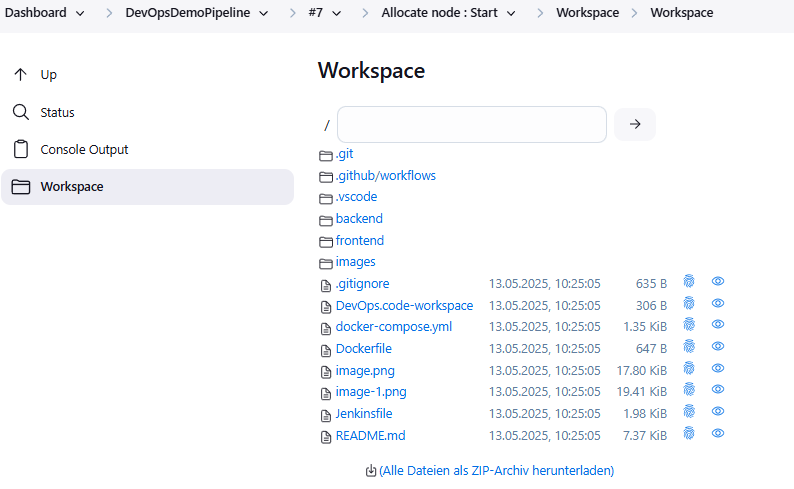 Dashboard > DevOpsDemoPipeline > #7 > Allocate node : Start > Workspace > Workspace
Up
Status
Console Output
Workspace
Workspace
/
.git
.github/workflows
.vscode
backend
frontend
images
.gitignore 13.05.2025, 10:25:05 635 B
DevOps.code-workspace 13.05.2025, 10:25:05 306 B
docker-compose.yml 13.05.2025, 10:25:05 1.35 KiB
Dockerfile 13.05.2025, 10:25:05 647 B
image.png 13.05.2025, 10:25:05 17.80 KiB
image-1.png 13.05.2025, 10:25:05 19.41 KiB
Jenkinsfile 13.05.2025, 10:25:05 1.98 KiB
README.md 13.05.2025, 10:25:05 7.37 KiB
(Alle Dateien als ZIP-Archiv herunterladen)